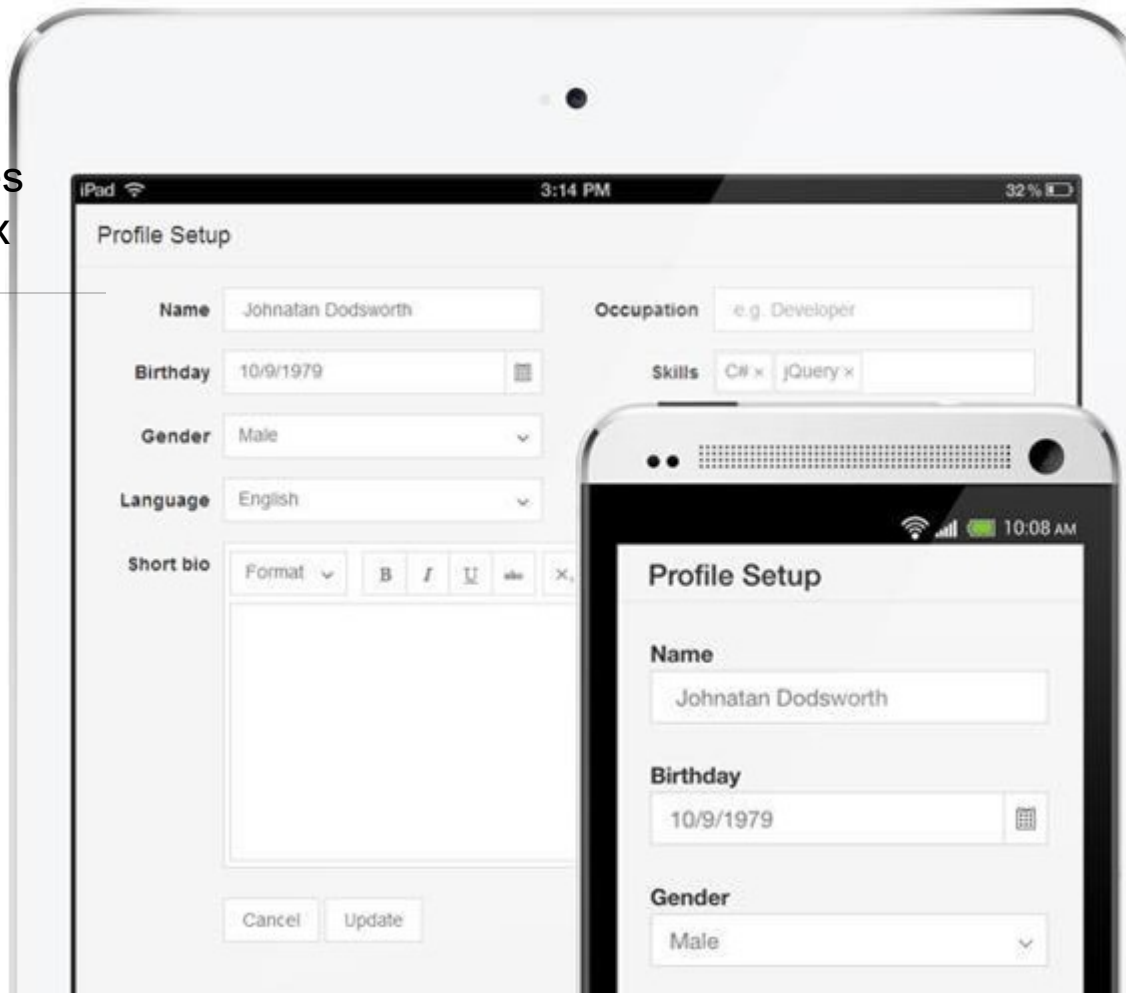 s
x
iPad 3:14 PM 32 %
Profile Setup
Name Johnatan Dodsworth Occupation e.g. Developer
Birthday 10/9/1979 Skills C# × jQuery ×
Gender Male
Language English
Short bio Format B I U abc ×
Cancel Update
10:08 AM
Profile Setup
Name
Johnatan Dodsworth
Birthday
10/9/1979
Gender
Male